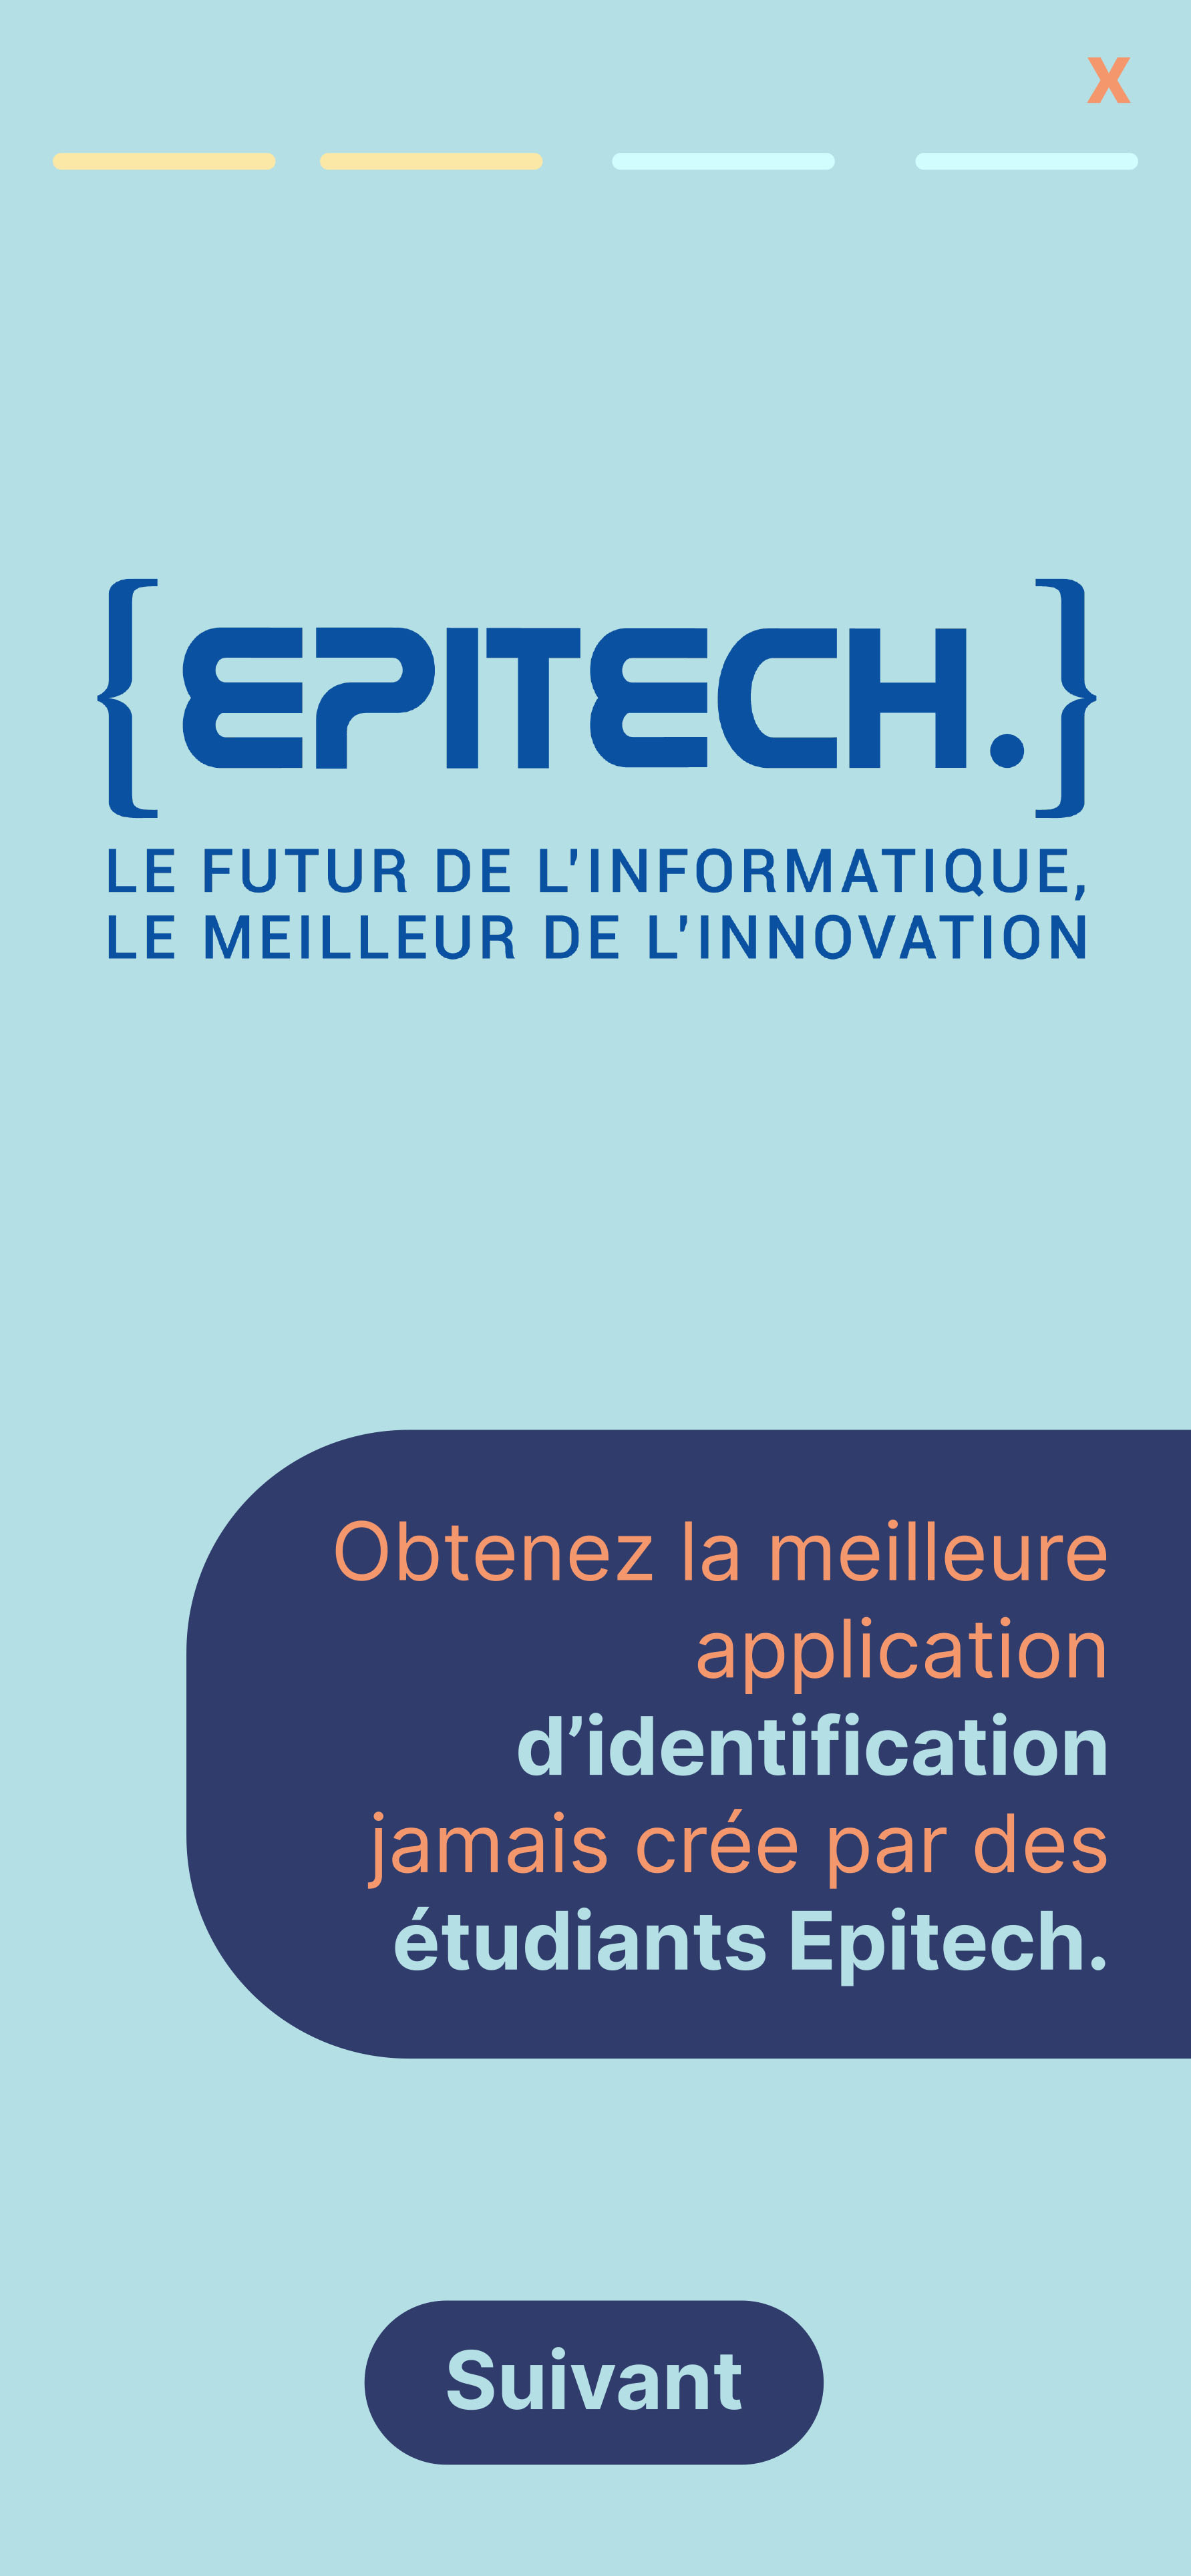 X
{EPITECH.}
LE FUTUR DE L'INFORMATIQUE,
LE MEILLEUR DE L'INNOVATION
Obtenez la meilleure
application
d’identification
jamais crée par des
étudiants Epitech.
Suivant